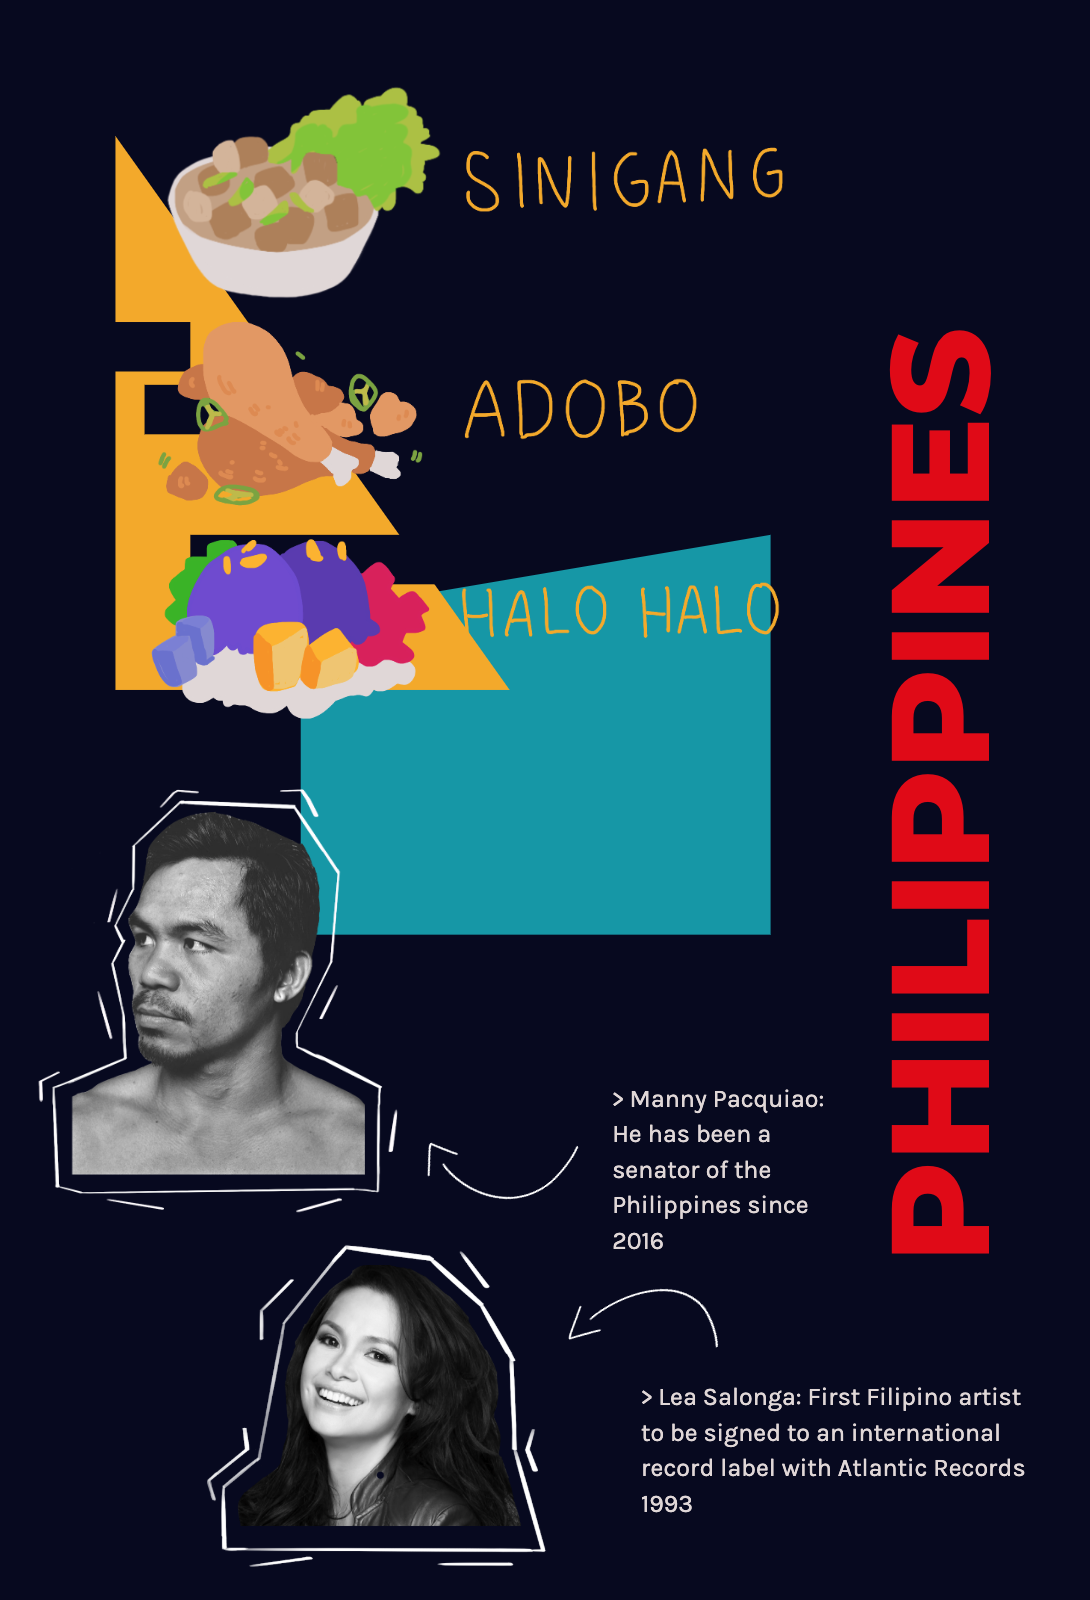 SINIGANG
ADOBO
HALO HALO
PHILIPPINES
> Manny Pacquiao:
He has been a
senator of the
Philippines since
2016
> Lea Salonga: First Filipino artist
to be signed to an international
record label with Atlantic Records
1993